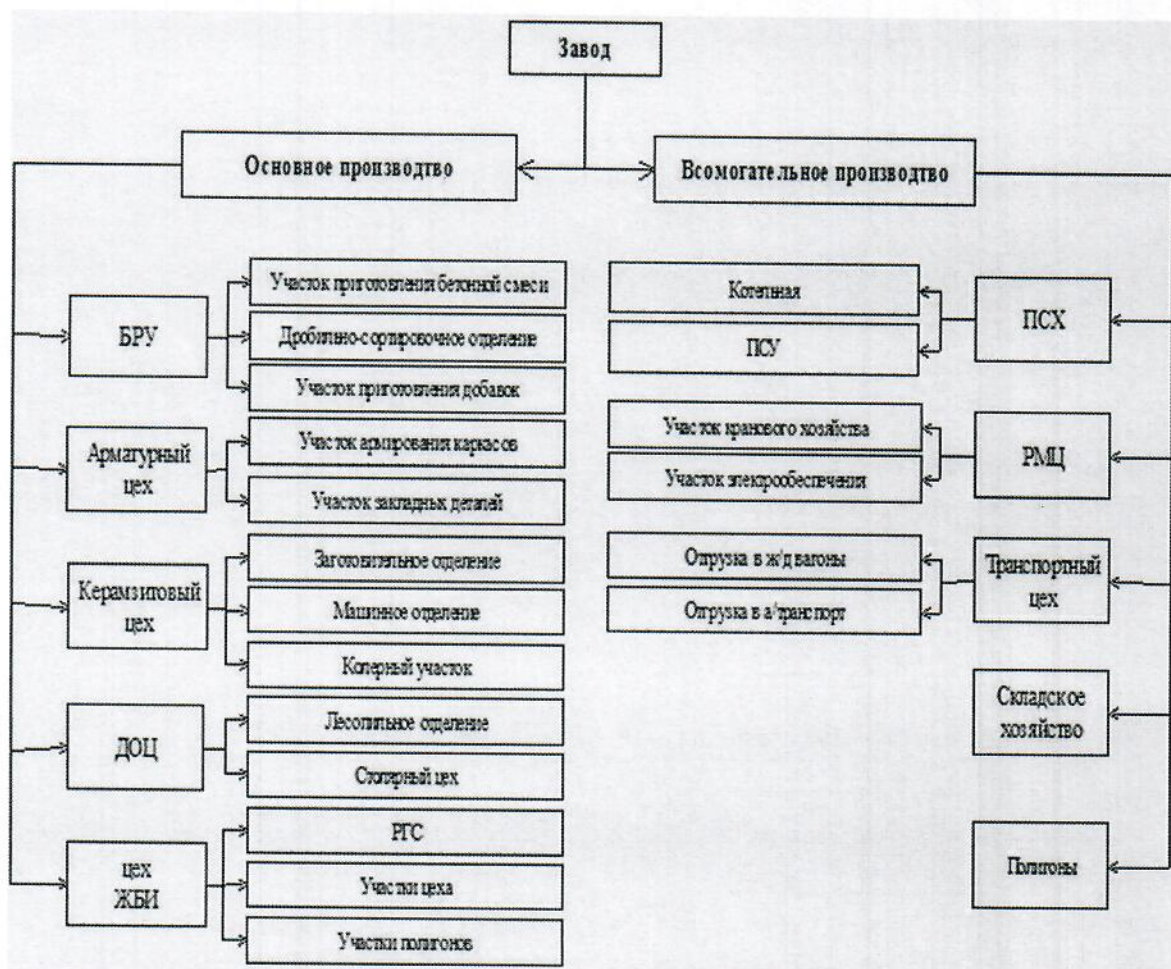 Завод
Основное производтво
Всомогательное производтво
БРУ
Участок приготовления бетонной смеси
Дробильно-сортировочное отделение
Участок приготовления добавок
Арматурный
цех
Участок армирования каркасов
Участок закладных деталей
Керамзитовый
цех
Заготовительное отделение
Машинное отделение
Колерный участок
ДОЦ
Лесопильное отделение
Столярный цех
цех
ЖБИ
РГС
Участки цеха
Участки полигонов
Котельная
ПСУ
ПСХ
Участок кранового хозяйства
Участок электрообеспечения
РМЦ
Отгрузка в ж/д вагоны
Отгрузка в а/транспорт
Транспортный
цех
Складское
хозяйство
Полигоны